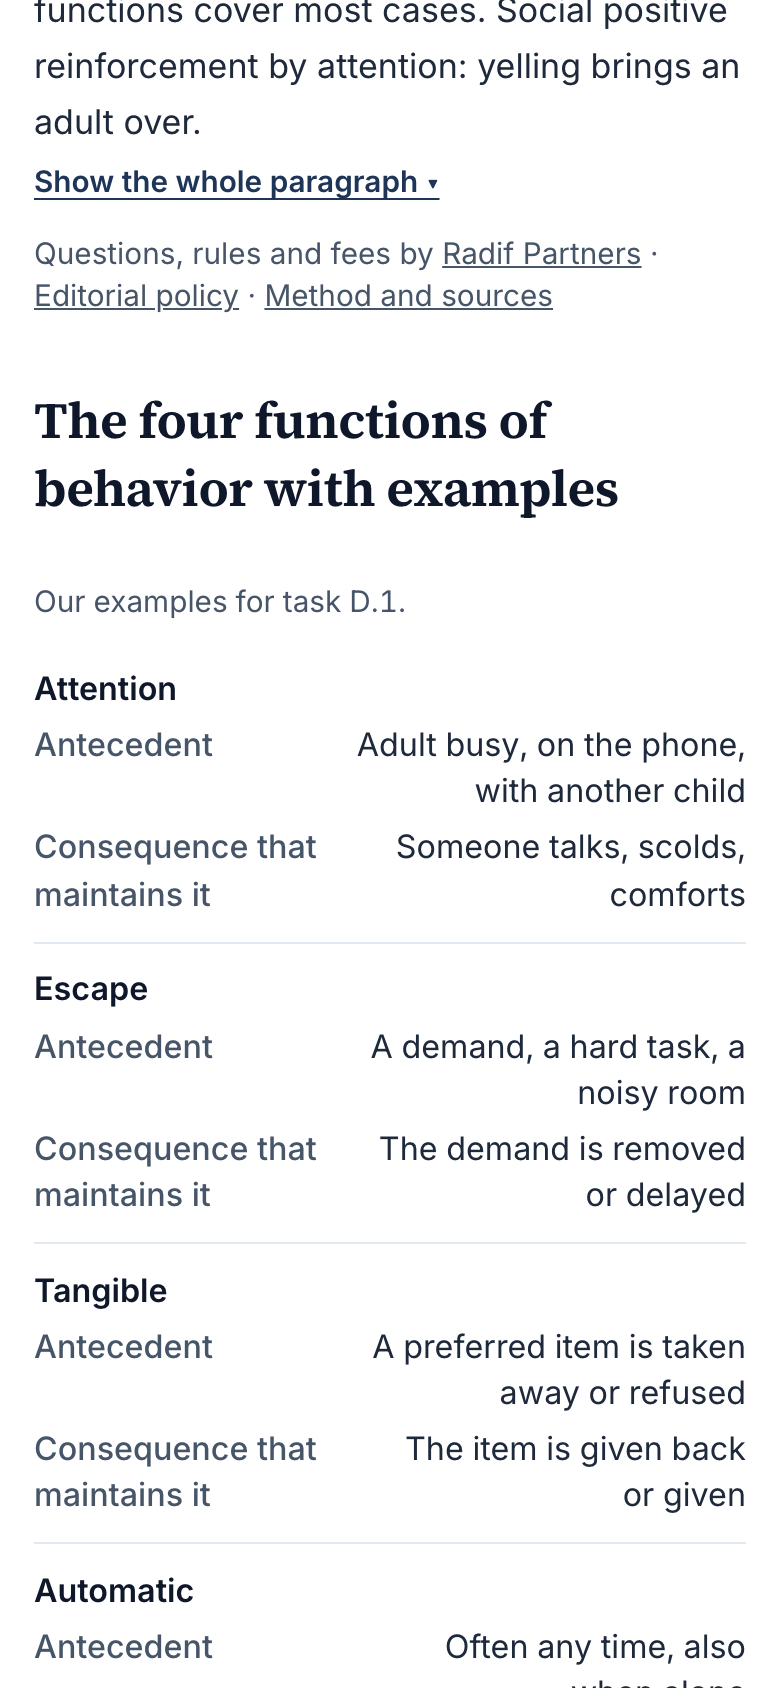 functions cover most cases. Social positive
reinforcement by attention: yelling brings an
adult over.
Show the whole paragraph ▾
Questions, rules and fees by Radif Partners ·
Editorial policy · Method and sources
The four functions of
behavior with examples
Our examples for task D.1.
Attention
Antecedent Adult busy, on the phone,
with another child
Consequence that Someone talks, scolds,
maintains it comforts
Escape
Antecedent A demand, a hard task, a
noisy room
Consequence that The demand is removed
maintains it or delayed
Tangible
Antecedent A preferred item is taken
away or refused
Consequence that The item is given back
maintains it or given
Automatic
Antecedent Often any time, also
when alone